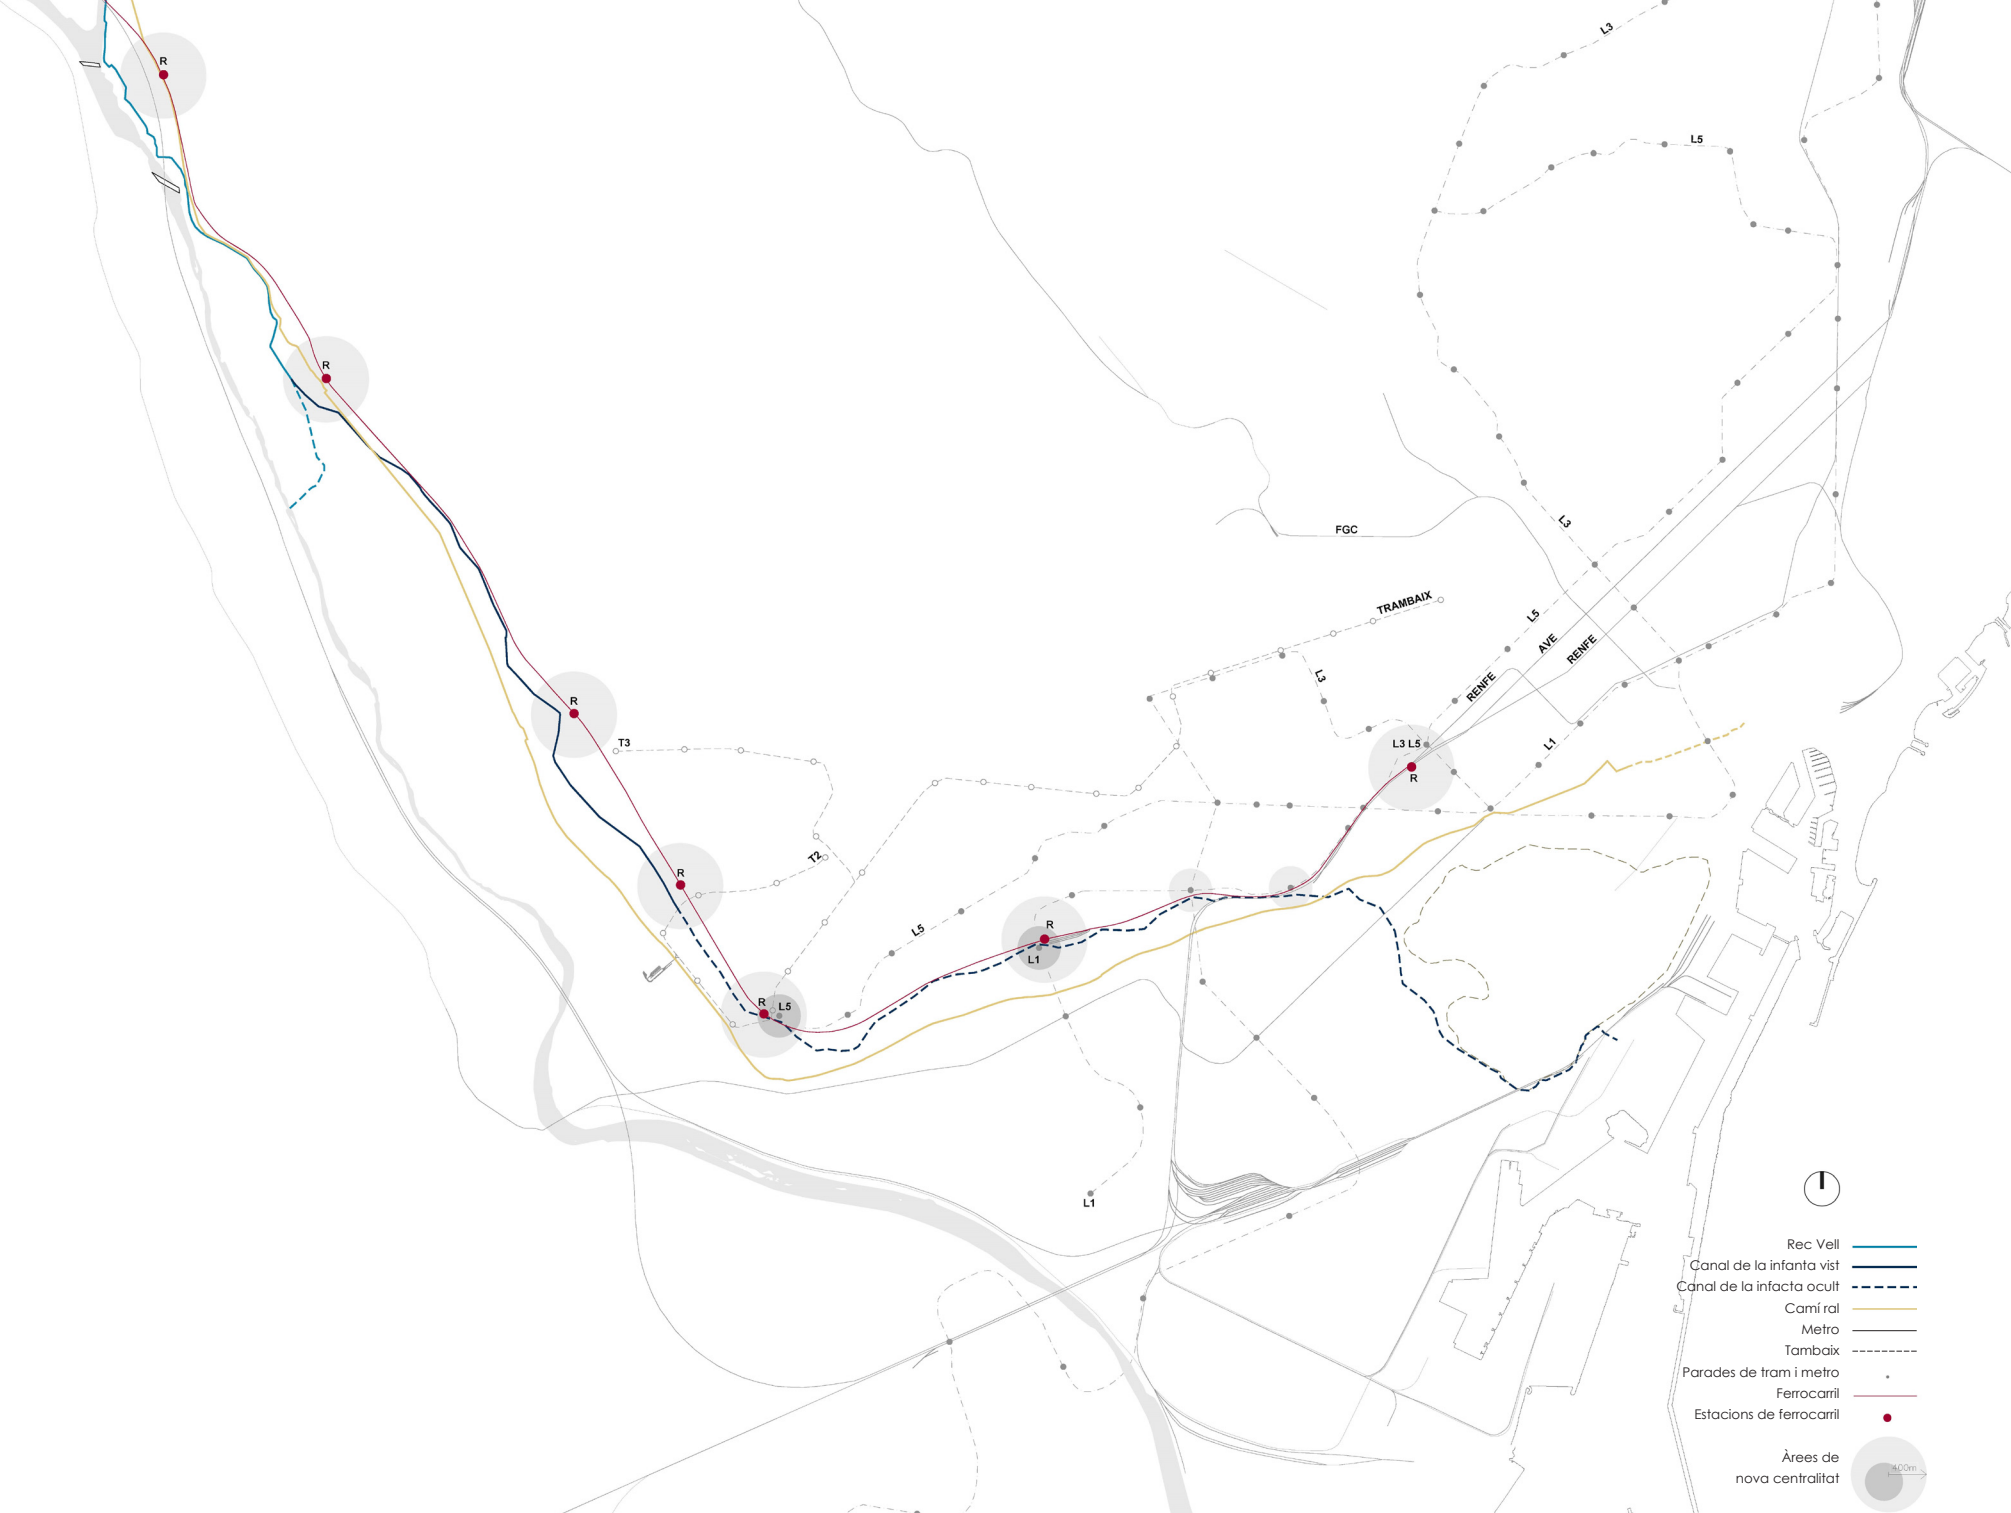 R
L3
L5
R
L3
FGC
TRAMBAIX
L5
AVE
RENFE
L3
RENFE
R
T3
L3 L5
L1
R
T2
R
L5
R
L1
R
L5
L1
Rec Vell
Canal de la infanta vist
Canal de la infacta ocult
Camí ral
Metro
Tambaix
Parades de tram i metro
Ferrocarril
Estacions de ferrocarril
Àrees de
nova centralitat
400m